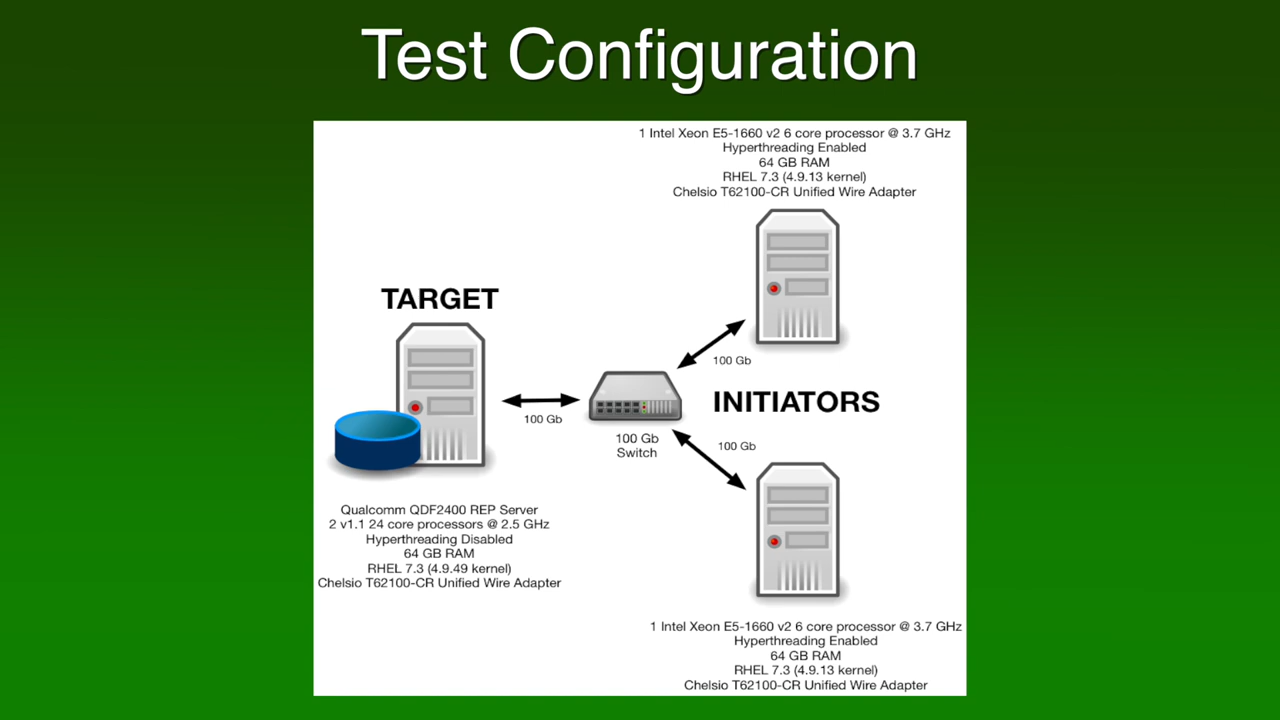 Test Configuration
1 Intel Xeon E5-1660 v2 6 core processor @ 3.7 GHz
Hyperthreading Enabled
64 GB RAM
RHEL 7.3 (4.9.13 kernel)
Chelsio T62100-CR Unified Wire Adapter
TARGET
100 Gb
100 Gb
INITIATORS
100 Gb
Switch
100 Gb
Qualcomm QDF2400 REP Server
2 v1.1 24 core processors @ 2.5 GHz
Hyperthreading Disabled
64 GB RAM
RHEL 7.3 (4.9.49 kernel)
Chelsio T62100-CR Unified Wire Adapter
1 Intel Xeon E5-1660 v2 6 core processor @ 3.7 GHz
Hyperthreading Enabled
64 GB RAM
RHEL 7.3 (4.9.13 kernel)
Chelsio T62100-CR Unified Wire Adapter